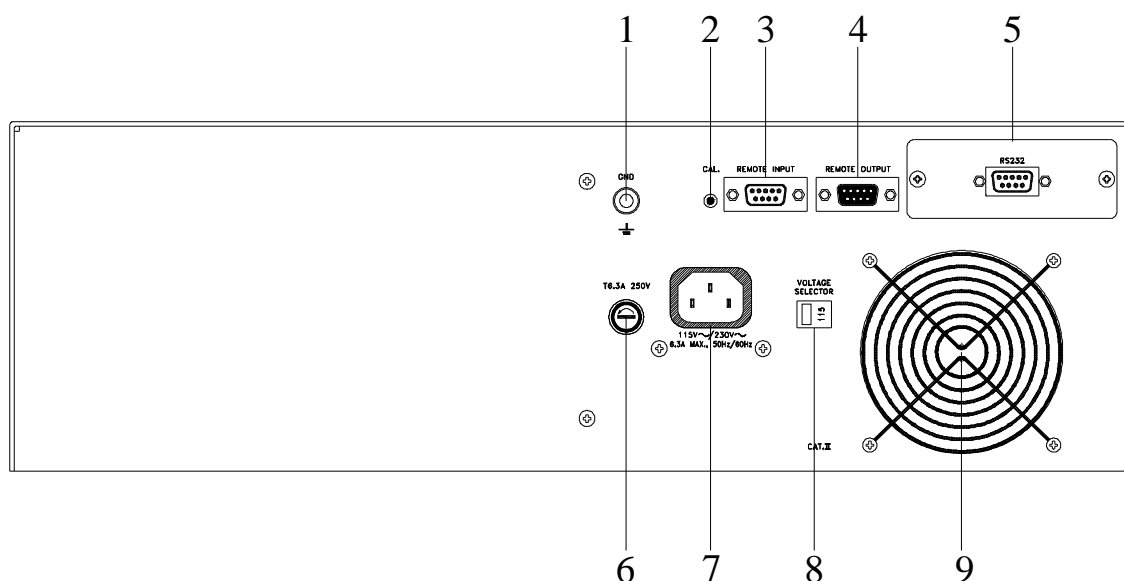 1 2 3 4 5
RS232
CAL. REMOTE INPUT REMOTE OUTPUT
GND
T6.3A 250V
VOLTAGE
SELECTOR
115
115V~/230V~
6.3A MAX., 50Hz/60Hz
CAT.II
6 7 8 9